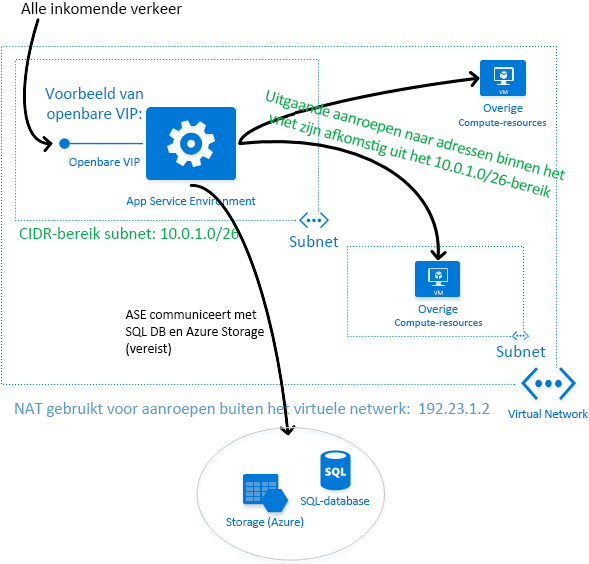 Alle inkomende verkeer
Voorbeeld van
openbare VIP:
Openbare VIP
App Service Environment
VM
Overige
Compute-resources
Uitgaande aanroepen naar adressen binnen het
vnet zijn afkomstig uit het 10.0.1.0/26-bereik
CIDR-bereik subnet: 10.0.1.0/26
Subnet
VM
Overige
Compute-resources
ASE communiceert met
SQL DB en Azure Storage
(vereist)
Subnet
NAT gebruikt voor aanroepen buiten het virtuele netwerk: 192.23.1.2
Virtual Network
SQL
SQL-database
Storage (Azure)